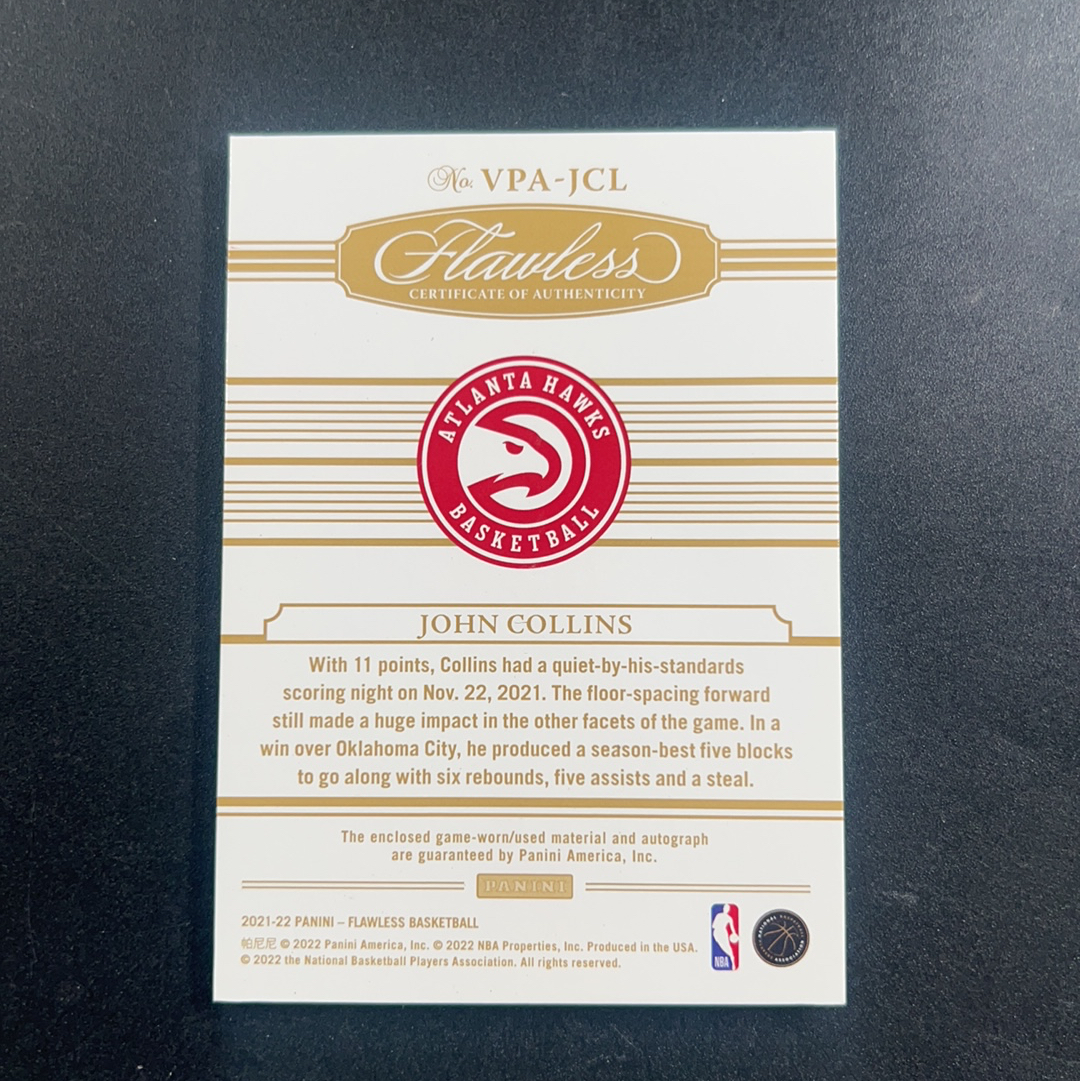 No. VPA-JCL
Flawless
CERTIFICATE OF AUTHENTICITY
ATLANTA HAWKS
BASKETBALL
JOHN COLLINS
With 11 points, Collins had a quiet-by-his-standards
scoring night on Nov. 22, 2021. The floor-spacing forward
still made a huge impact in the other facets of the game. In a
win over Oklahoma City, he produced a season-best five blocks
to go along with six rebounds, five assists and a steal.
The enclosed game-worn/used material and autograph
are guaranteed by Panini America, Inc.
PANINI
2021-22 PANINI – FLAWLESS BASKETBALL
帕尼尼 © 2022 Panini America, Inc. © 2022 NBA Properties, Inc. Produced in the USA.
© 2022 the National Basketball Players Association. All rights reserved.
NBA
NATIONAL BASKETBALL
PLAYERS ASSOCIATION